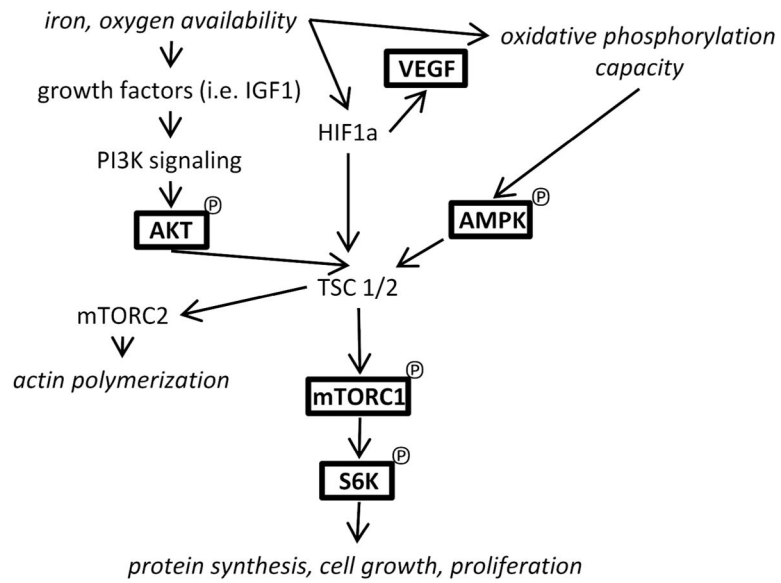 iron, oxygen availability
oxidative phosphorylation
capacity
VEGF
growth factors (i.e. IGF1)
HIF1a
PI3K signaling
P
AKT
P
AMPK
TSC 1/2
mTORC2
actin polymerization
P
mTORC1
P
S6K
protein synthesis, cell growth, proliferation